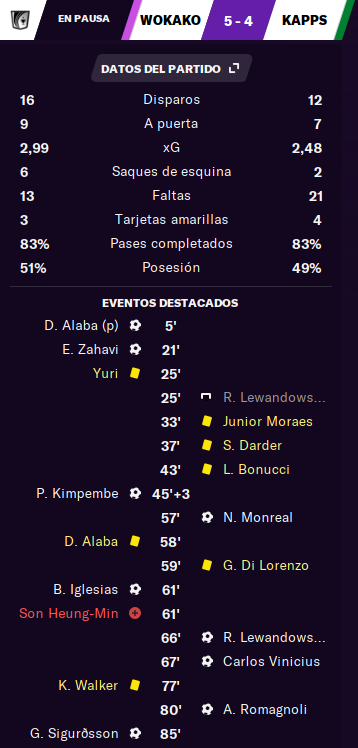 EN PAUSA WOKAKO 5 - 4 KAPPS
DATOS DEL PARTIDO
16 Disparos 12
9 A puerta 7
2,99 xG 2,48
6 Saques de esquina 2
13 Faltas 21
3 Tarjetas amarillas 4
83% Pases completados 83%
51% Posesión 49%
EVENTOS DESTACADOS
D. Alaba (p) 5'
E. Zahavi 21'
Yuri 25'
25' R. Lewandows...
33' Junior Moraes
37' S. Darder
43' L. Bonucci
P. Kimpembe 45'+3
57' N. Monreal
D. Alaba 58'
59' G. Di Lorenzo
B. Iglesias 61'
Son Heung-Min 61'
66' R. Lewandows...
67' Carlos Vinicius
K. Walker 77'
80' A. Romagnoli
G. Sigurðsson 85'